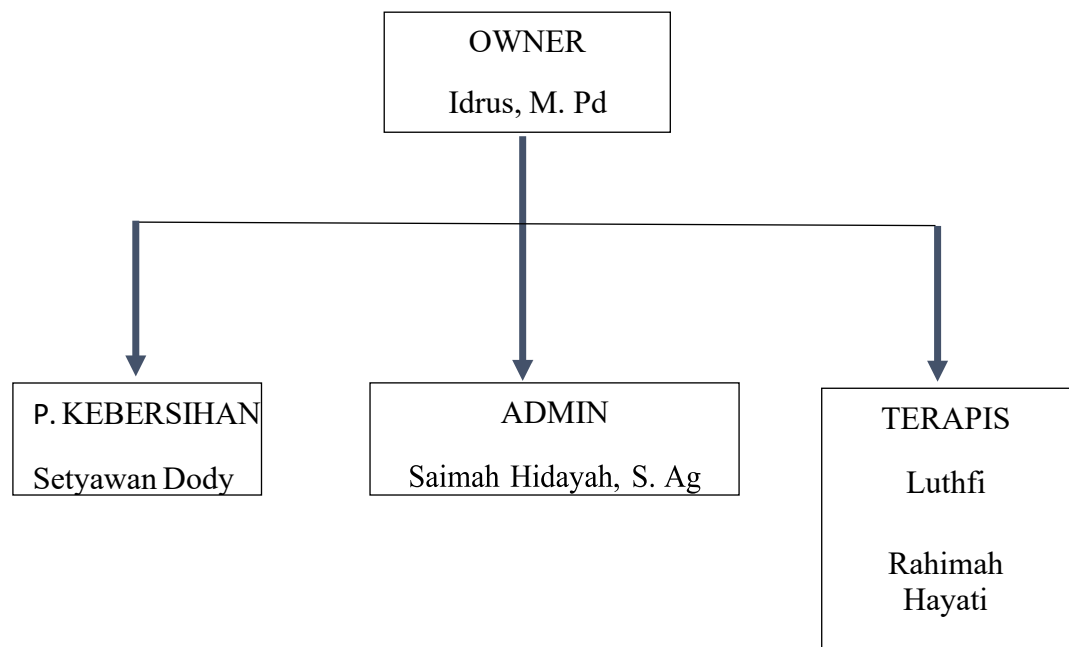 OWNER
Idrus, M. Pd
P. KEBERSIHAN
Setyawan Dody
ADMIN
Saimah Hidayah, S. Ag
TERAPIS
Luthfi
Rahimah
Hayati